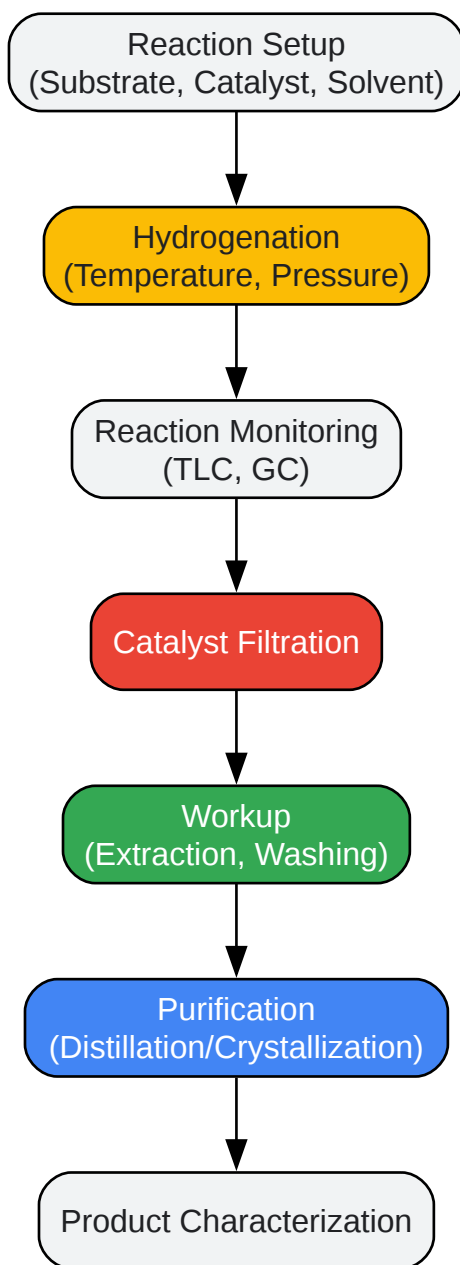 Reaction Setup
(Substrate, Catalyst, Solvent)
Hydrogenation
(Temperature, Pressure)
Reaction Monitoring
(TLC, GC)
Catalyst Filtration
Workup
(Extraction, Washing)
Purification
(Distillation/Crystallization)
Product Characterization